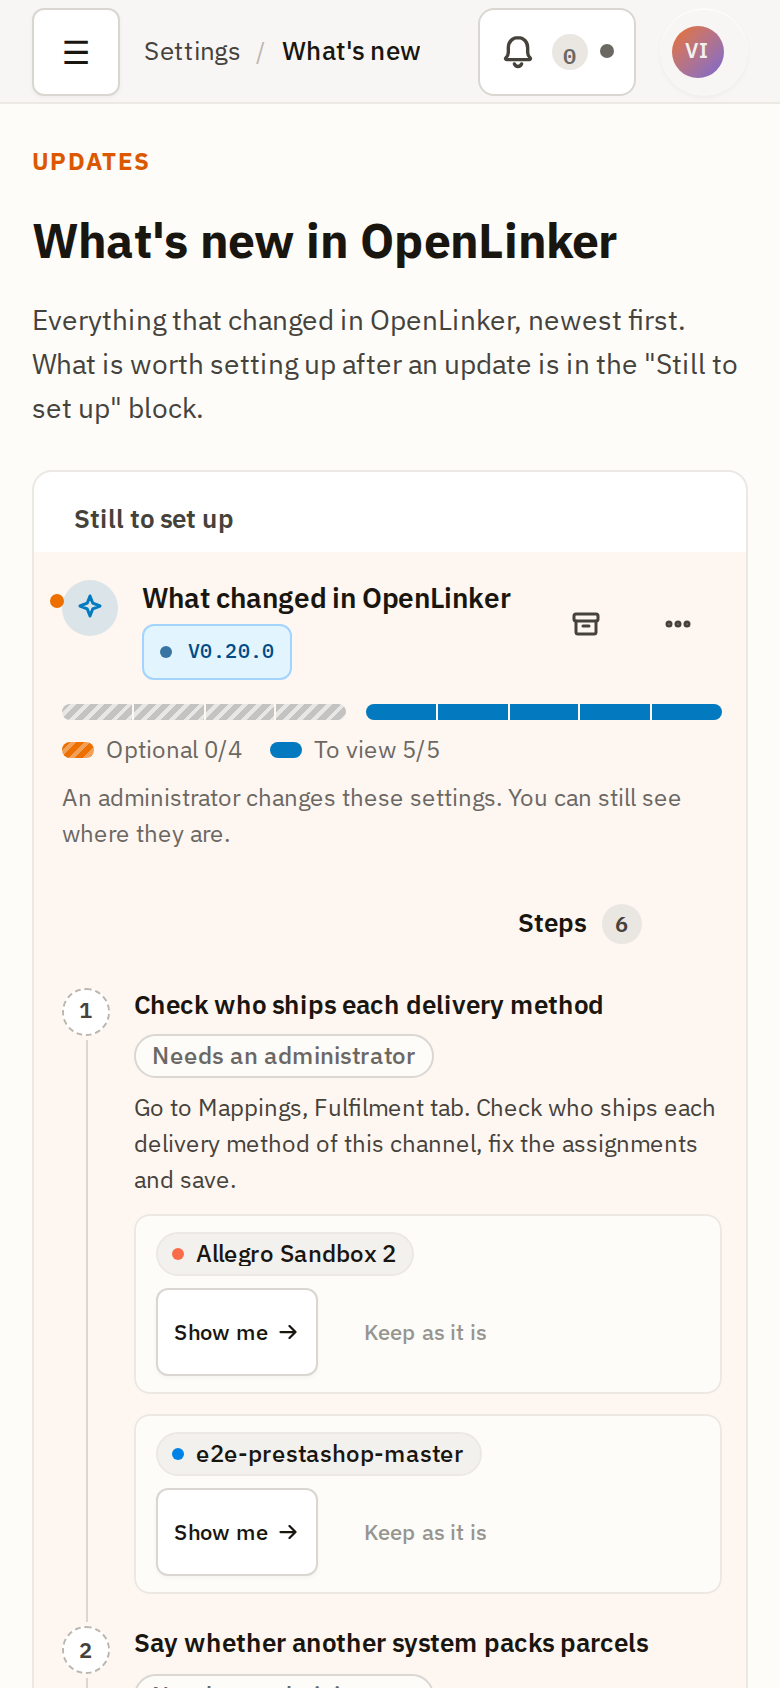 Settings / What's new
0
VI
UPDATES
What's new in OpenLinker
Everything that changed in OpenLinker, newest first.
What is worth setting up after an update is in the "Still to
set up" block.
Still to set up
What changed in OpenLinker
V0.20.0
Optional 0/4 To view 5/5
An administrator changes these settings. You can still see
where they are.
Steps 6
1 Check who ships each delivery method
Needs an administrator
Go to Mappings, Fulfilment tab. Check who ships each
delivery method of this channel, fix the assignments
and save.
Allegro Sandbox 2
Show me → Keep as it is
e2e-prestashop-master
Show me → Keep as it is
2 Say whether another system packs parcels